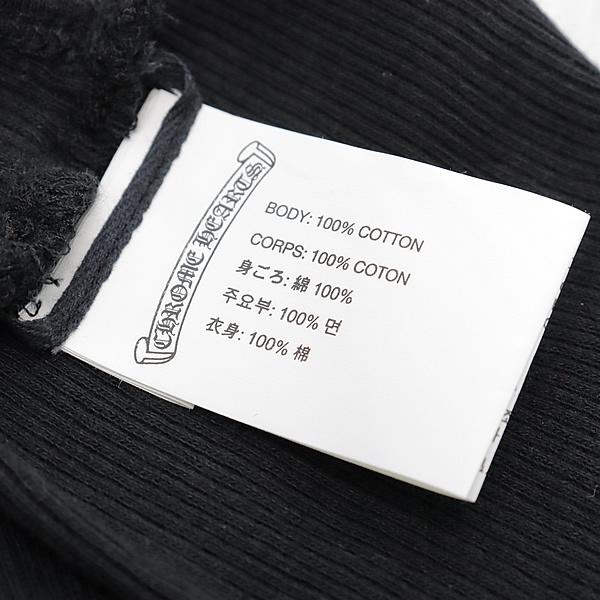 CHROME HEARTS
BODY: 100% COTTON
CORPS: 100% COTON
身ごろ: 綿 100%
주요부: 100% 면
衣身: 100% 棉